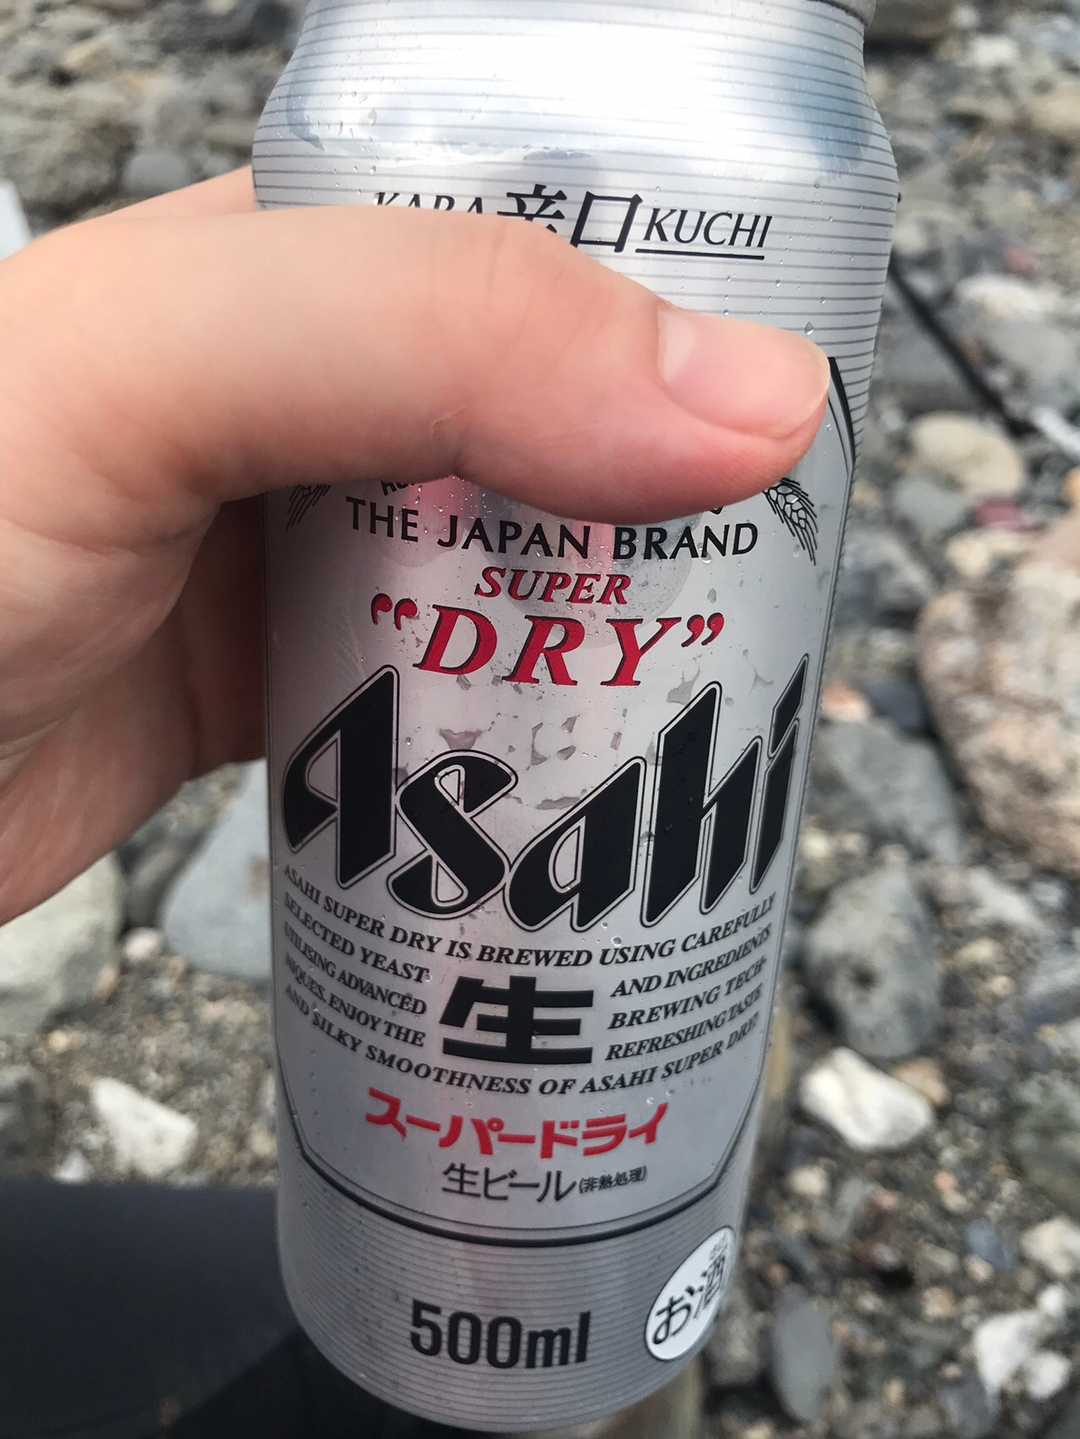 KARA 辛口 KUCHI
THE JAPAN BRAND
SUPER
"DRY"
Asahi
ASAHI SUPER DRY IS BREWED USING CAREFULLY
SELECTED YEAST AND INGREDIENTS
UTILISING ADVANCED BREWING TECH-
NIQUES. ENJOY THE REFRESHING TASTE
AND SILKY SMOOTHNESS OF ASAHI SUPER DRY!
生
スーパードライ
生ビール(非熱処理)
500ml
お酒